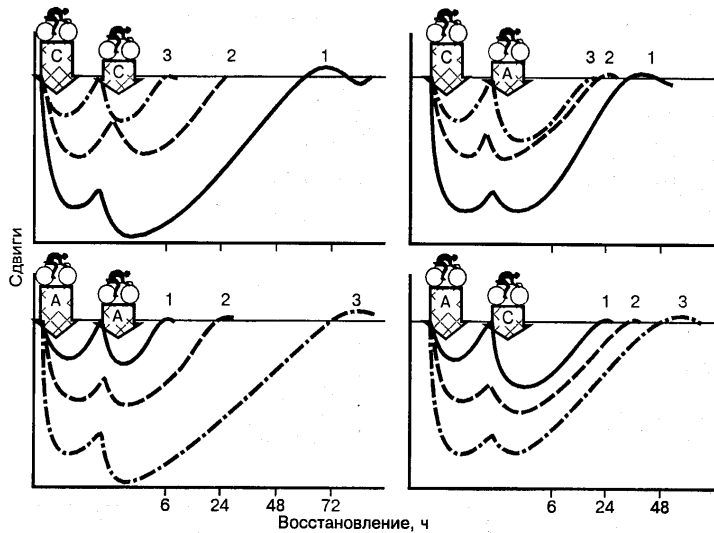 3 2 1
С
С
3 2 1
С
А
Сдвиги
1 2 3
А
А
1 2 3
А
С
6 24 48 72
6 24 48
Восстановление, ч